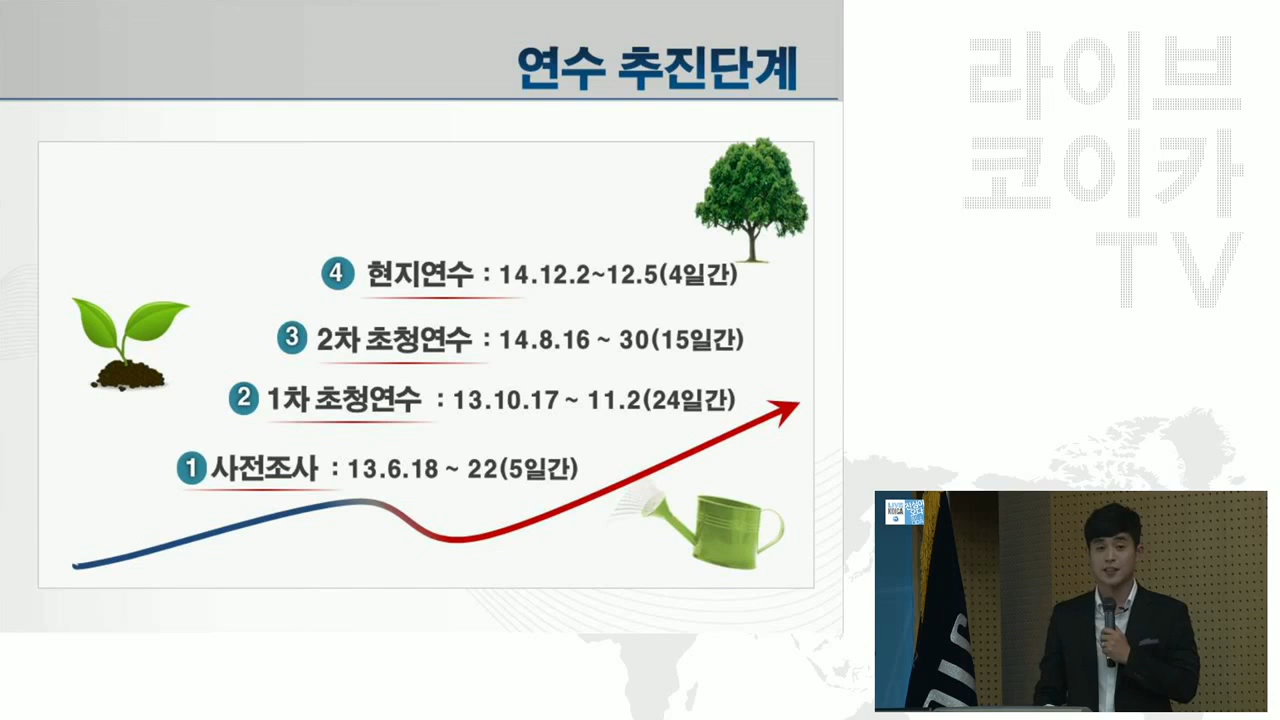 연수 추진단계
④ 현지연수 : 14.12.2~12.5(4일간)
③ 2차 초청연수 : 14.8.16 ~ 30(15일간)
② 1차 초청연수 : 13.10.17 ~ 11.2(24일간)
① 사전조사 : 13.6.18 ~ 22(5일간)
라이브
코이카
TV